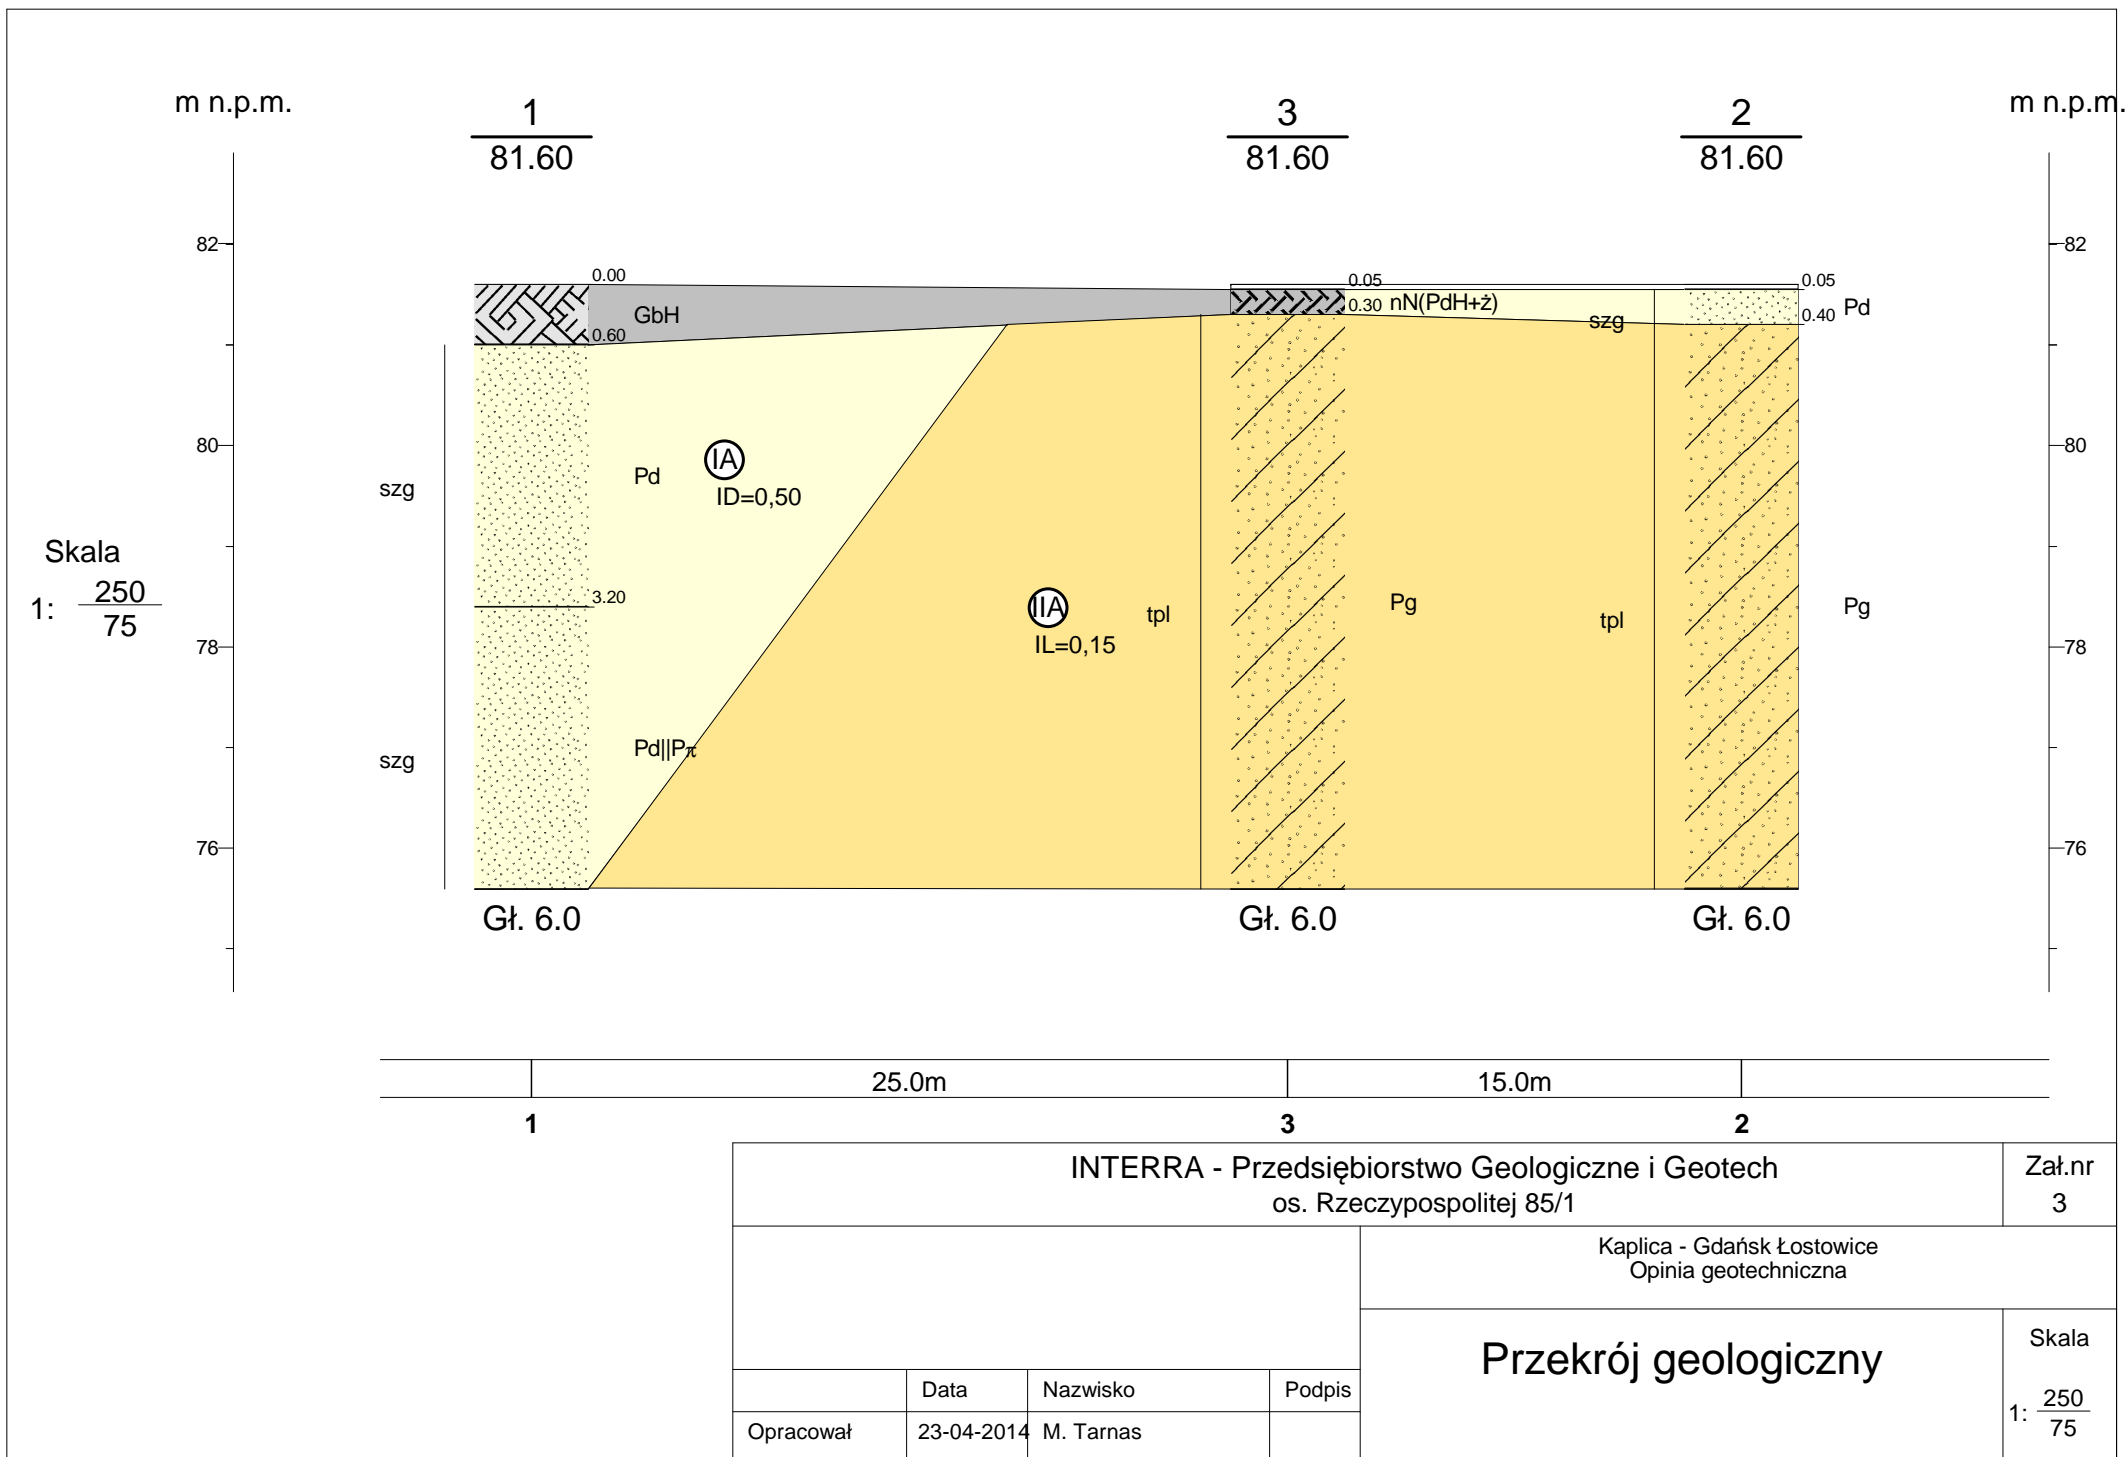 m n.p.m.
1
81.60
3
81.60
2
81.60
m n.p.m.
82
82
0.00
GbH
0.60
0.05
0.30 nN(PdH+ż)
szg
0.05
Pd
0.40
80
80
IA
Pd
ID=0,50
szg
Skala
1: 250
75
3.20
IIA
IL=0,15
tpl
Pg
tpl
Pg
78
78
Pd||Pπ
szg
76
76
Gł. 6.0
Gł. 6.0
Gł. 6.0
25.0m
15.0m
1
3
2
INTERRA - Przedsiębiorstwo Geologiczne i Geotech
os. Rzeczypospolitej 85/1
Zał.nr
3
Kaplica - Gdańsk Łostowice
Opinia geotechniczna
Przekrój geologiczny
Skala
1: 250
75
Data
Nazwisko
Podpis
Opracował
23-04-2014
M. Tarnas